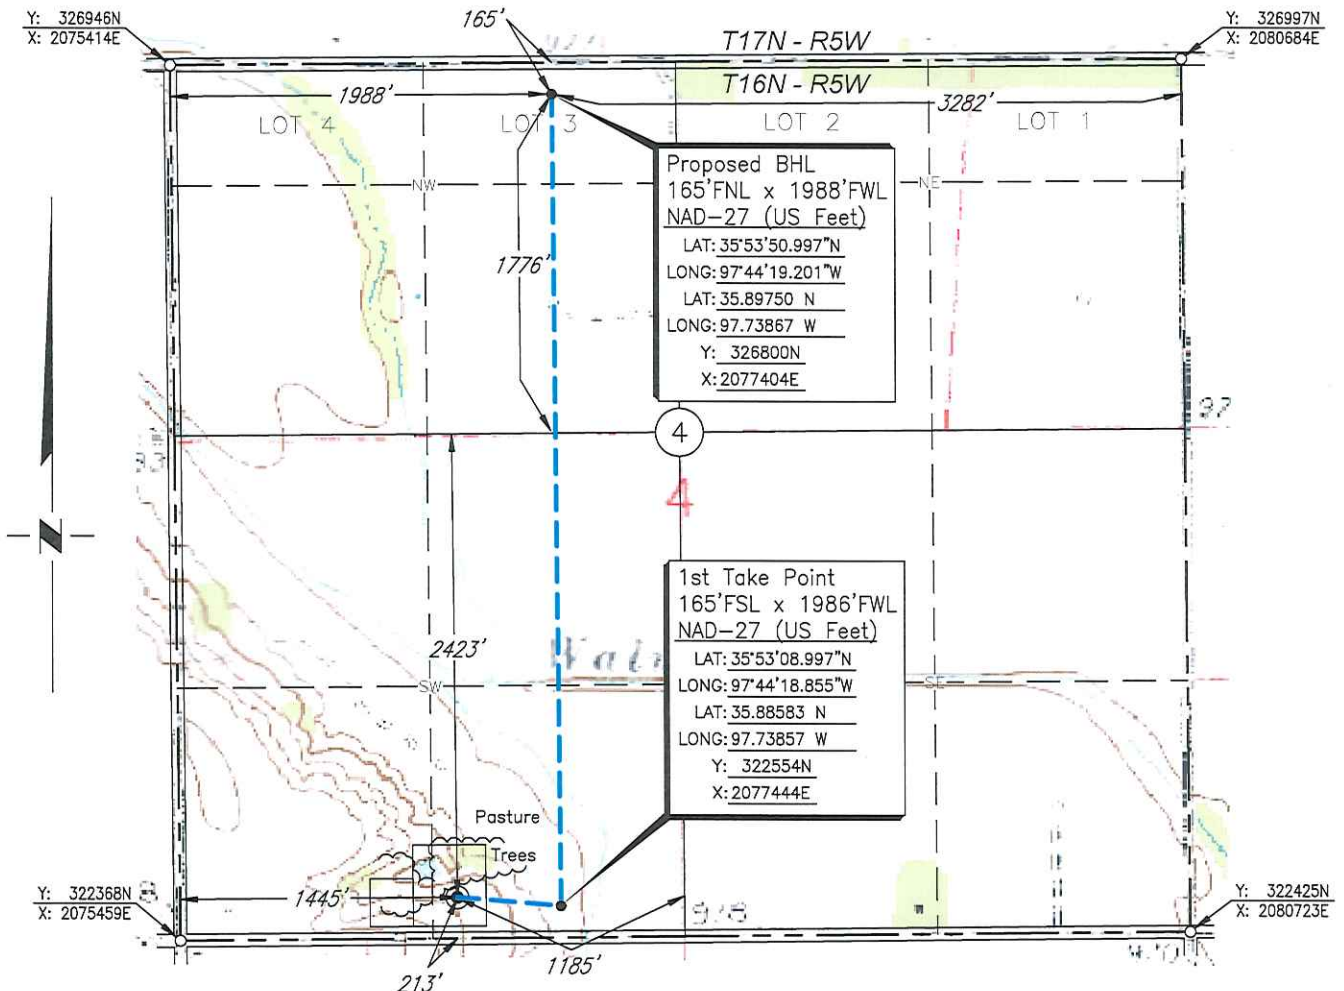 Y: 326946N
X: 2075414E
165'
T17N - R5W
Y: 326997N
X: 2080684E
T16N - R5W
1988'
3282'
LOT 4
LOT 3
LOT 2
LOT 1
Proposed BHL
165'FNL x 1988'FWL
NAD-27 (US Feet)
LAT: 35°53'50.997"N
LONG: 97°44'19.201"W
LAT: 35.89750 N
LONG: 97.73867 W
Y: 326800N
X: 2077404E
NW
NE
1776'
97
4
4
N
1st Take Point
165'FSL x 1986'FWL
NAD-27 (US Feet)
LAT: 35°53'08.997"N
LONG: 97°44'18.855"W
LAT: 35.88583 N
LONG: 97.73857 W
Y: 322554N
X: 2077444E
2423'
SW
SE
Pasture
Trees
1445'
Y: 322368N
X: 2075459E
Y: 322425N
X: 2080723E
1185'
213'